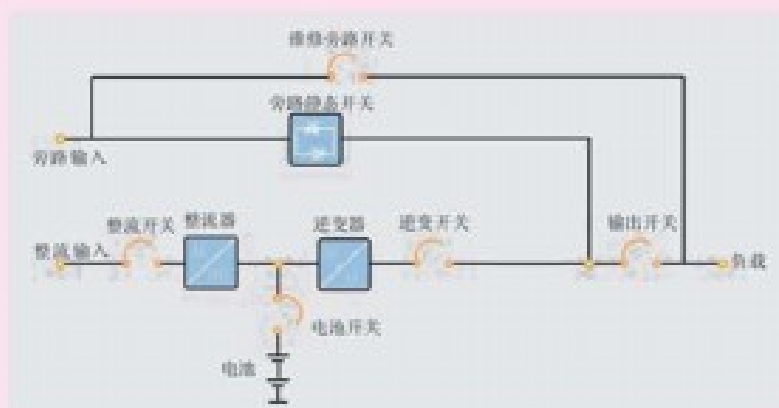 维修旁路开关
旁路静态开关
旁路输入
整流开关
整流器
逆变器
逆变开关
输出开关
整流输入
负载
电池开关
电池